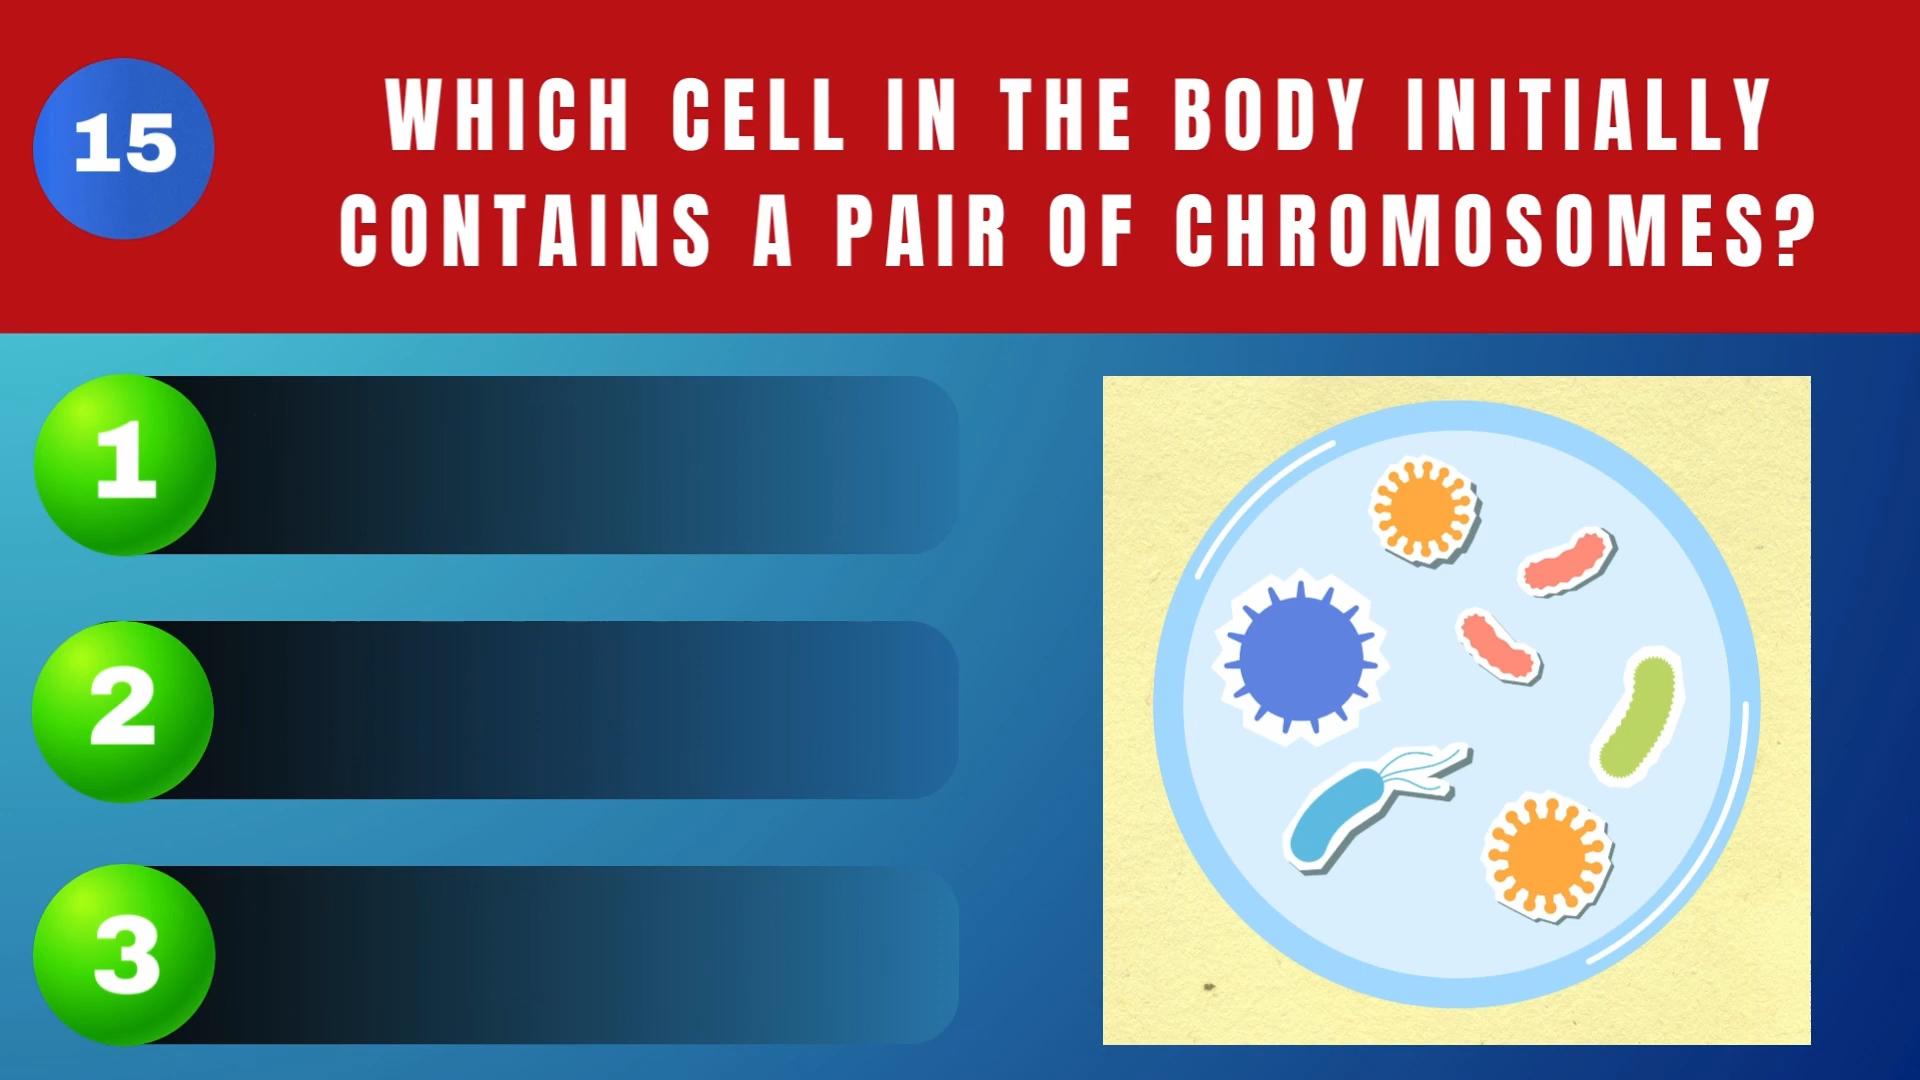 15
WHICH CELL IN THE BODY INITIALLY
CONTAINS A PAIR OF CHROMOSOMES?
1
2
3